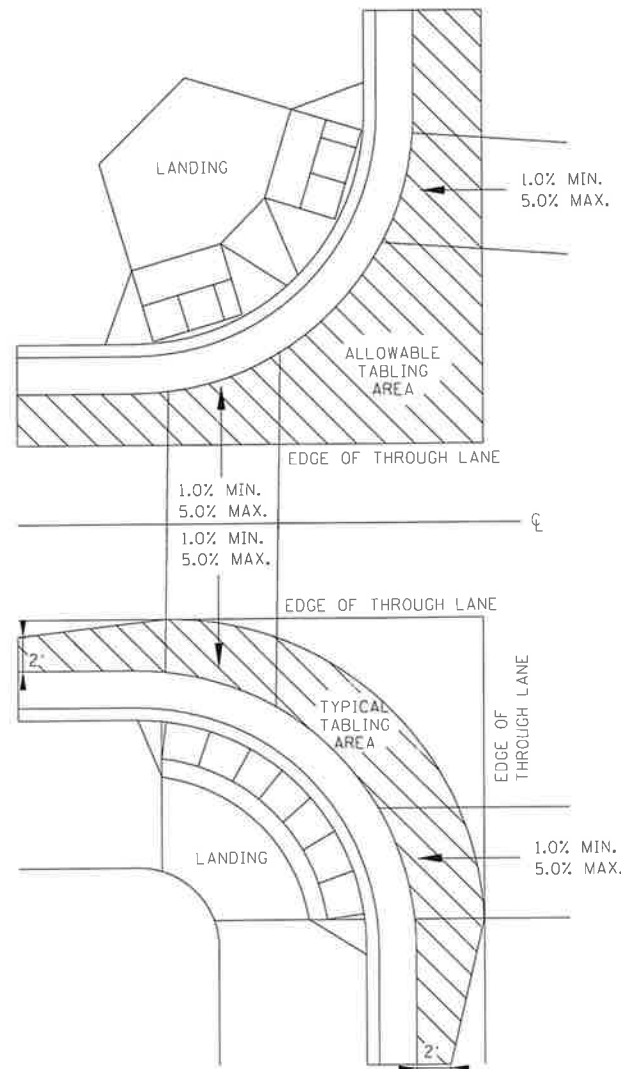 LANDING
1.0% MIN.
5.0% MAX.
ALLOWABLE
TABLING
AREA
EDGE OF THROUGH LANE
1.0% MIN.
5.0% MAX.
℄
1.0% MIN.
5.0% MAX.
EDGE OF THROUGH LANE
2'
TYPICAL
TABLING
AREA
EDGE OF
THROUGH LANE
LANDING
1.0% MIN.
5.0% MAX.
2'